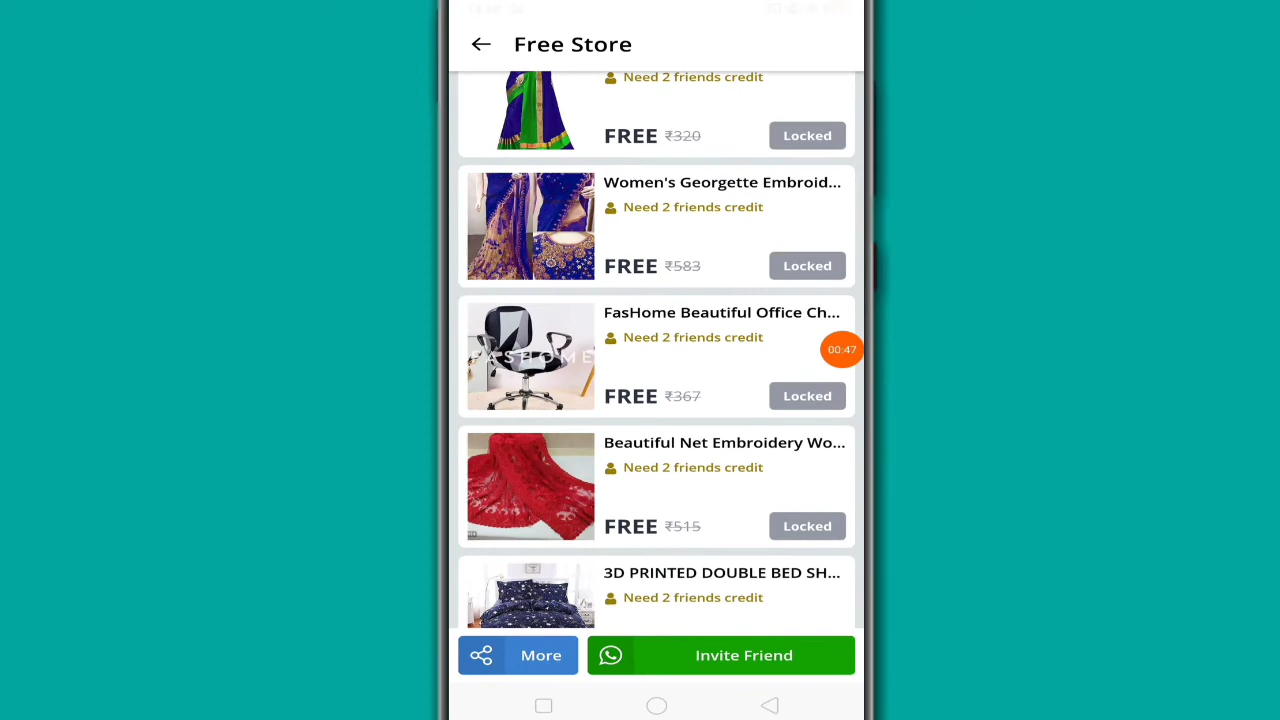 Free Store
Need 2 friends credit
FREE ₹320 Locked
Women's Georgette Embroid...
Need 2 friends credit
FREE ₹583 Locked
FasHome Beautiful Office Ch...
Need 2 friends credit
00:47
FASHOME
FREE ₹367 Locked
Beautiful Net Embroidery Wo...
Need 2 friends credit
FREE ₹515 Locked
3D PRINTED DOUBLE BED SH...
Need 2 friends credit
More Invite Friend